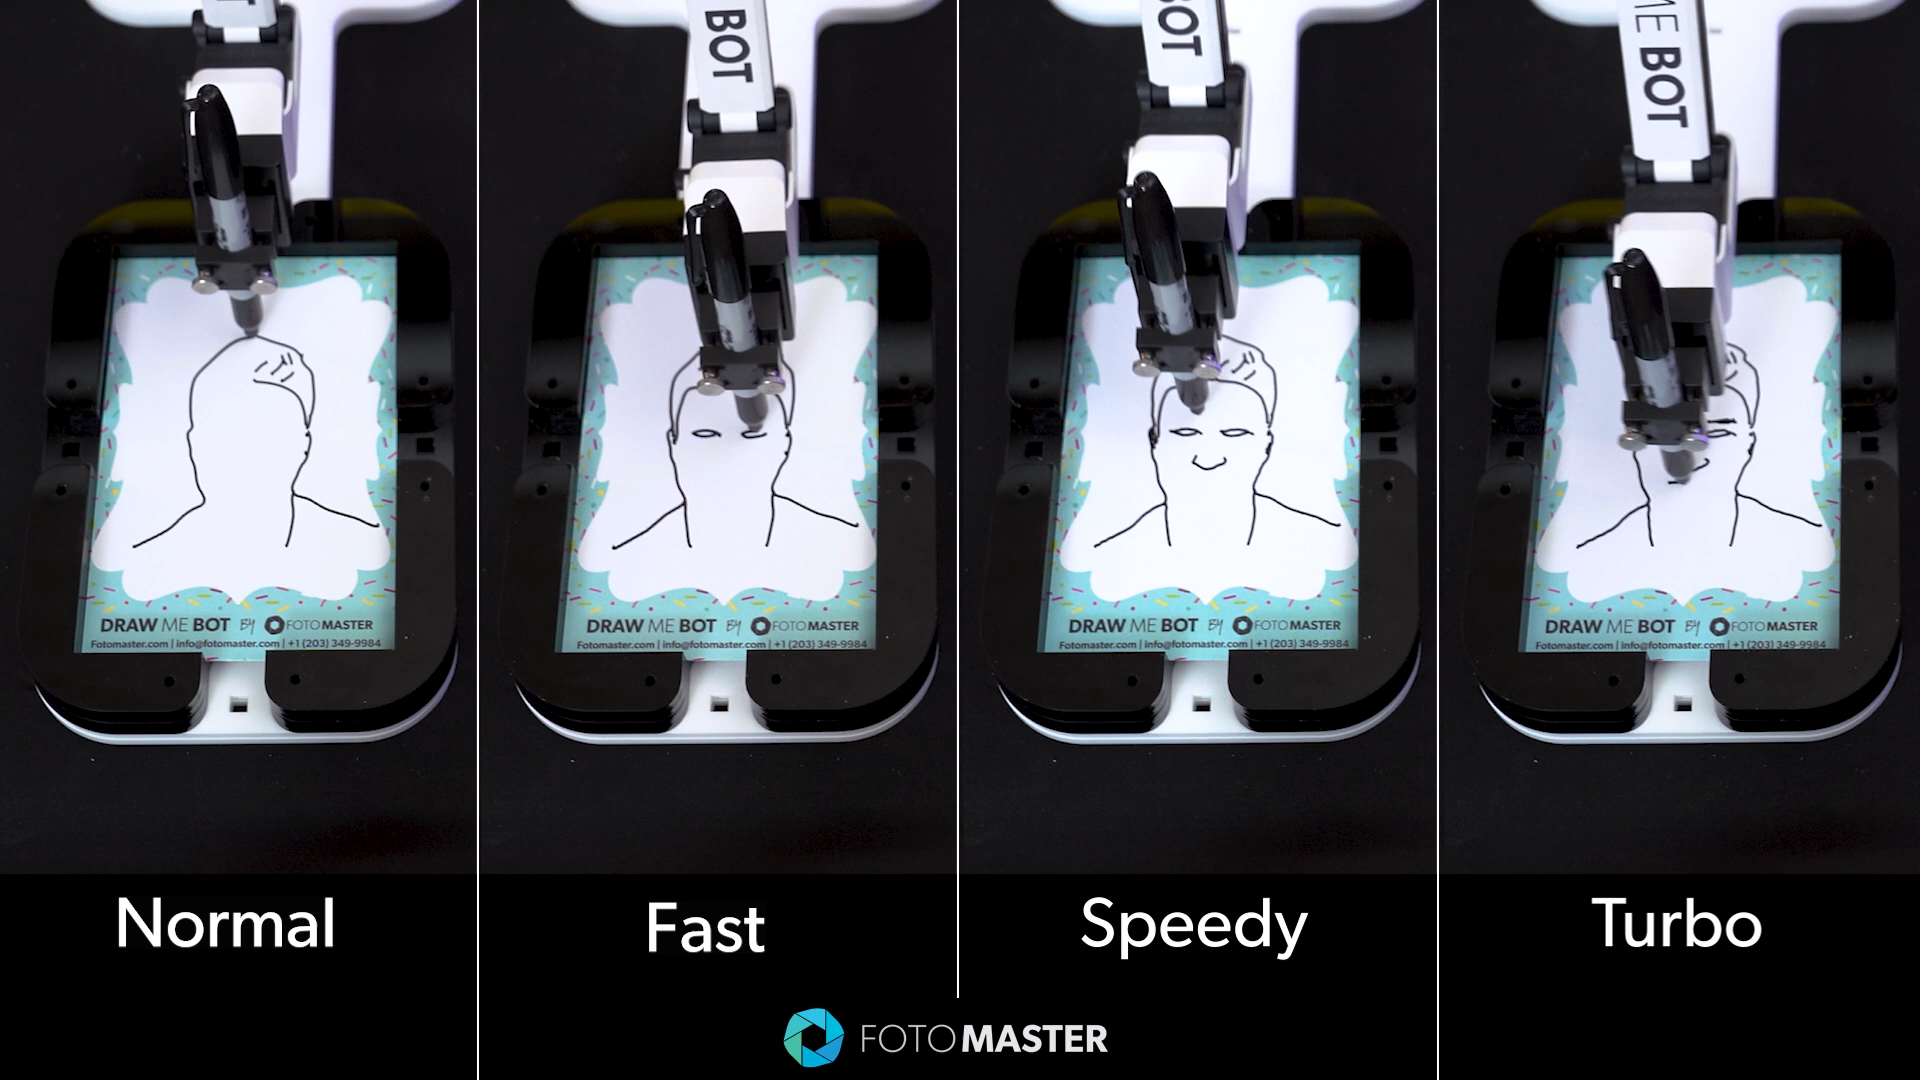 BOT
BOT
ME BOT
DRAW ME BOT BY FOTOMASTER
Fotomaster.com | info@fotomaster.com | +1 (203) 349-9984
DRAW ME BOT BY FOTOMASTER
Fotomaster.com | info@fotomaster.com | +1 (203) 349-9984
DRAW ME BOT BY FOTOMASTER
Fotomaster.com | info@fotomaster.com | +1 (203) 349-9984
DRAW ME BOT BY FOTOMASTER
Fotomaster.com | info@fotomaster.com | +1 (203) 349-9984
Normal
Fast
Speedy
Turbo
FOTOMASTER